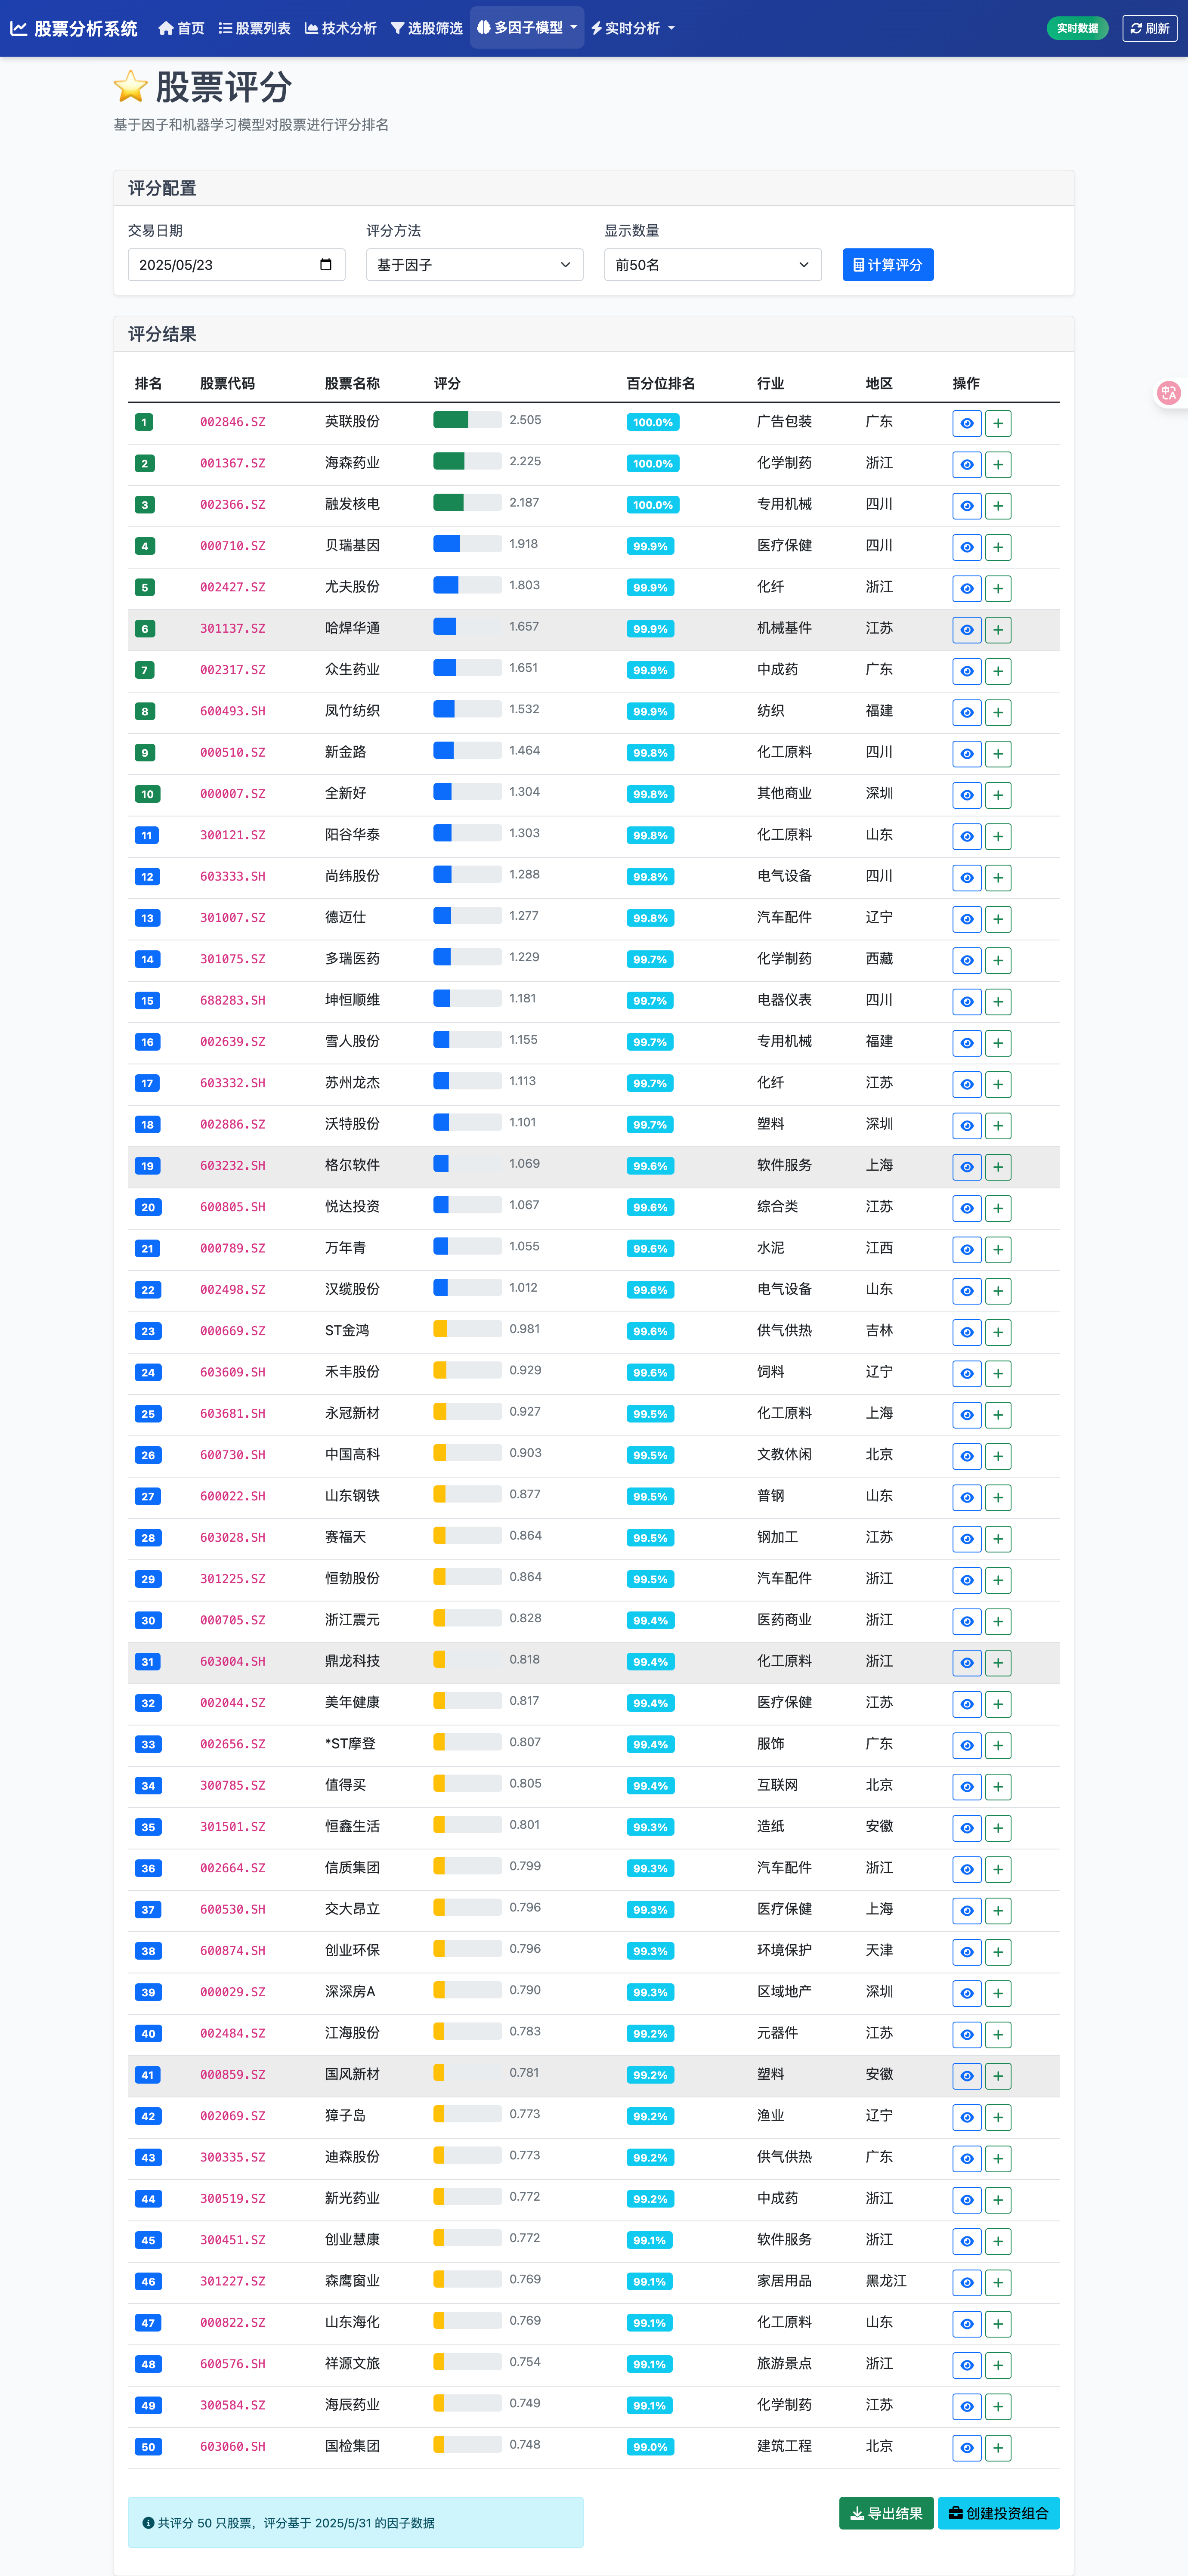 股票分析系统 首页 股票列表 技术分析 选股筛选 多因子模型 实时分析 实时数据 刷新
股票评分
基于因子和机器学习模型对股票进行评分排名
评分配置
交易日期 评分方法 显示数量
2025/05/23 基于因子 前50名 计算评分
评分结果
排名 股票代码 股票名称 评分 百分位排名 行业 地区 操作
1 002846.SZ 英联股份 2.505 100.0% 广告包装 广东
2 001367.SZ 海森药业 2.225 100.0% 化学制药 浙江
3 002366.SZ 融发核电 2.187 100.0% 专用机械 四川
4 000710.SZ 贝瑞基因 1.918 99.9% 医疗保健 四川
5 002427.SZ 尤夫股份 1.803 99.9% 化纤 浙江
6 301137.SZ 哈焊华通 1.657 99.9% 机械基件 江苏
7 002317.SZ 众生药业 1.651 99.9% 中成药 广东
8 600493.SH 凤竹纺织 1.532 99.9% 纺织 福建
9 000510.SZ 新金路 1.464 99.8% 化工原料 四川
10 000007.SZ 全新好 1.304 99.8% 其他商业 深圳
11 300121.SZ 阳谷华泰 1.303 99.8% 化工原料 山东
12 603333.SH 尚纬股份 1.288 99.8% 电气设备 四川
13 301007.SZ 德迈仕 1.277 99.8% 汽车配件 辽宁
14 301075.SZ 多瑞医药 1.229 99.7% 化学制药 西藏
15 688283.SH 坤恒顺维 1.181 99.7% 电器仪表 四川
16 002639.SZ 雪人股份 1.155 99.7% 专用机械 福建
17 603332.SH 苏州龙杰 1.113 99.7% 化纤 江苏
18 002886.SZ 沃特股份 1.101 99.7% 塑料 深圳
19 603232.SH 格尔软件 1.069 99.6% 软件服务 上海
20 600805.SH 悦达投资 1.067 99.6% 综合类 江苏
21 000789.SZ 万年青 1.055 99.6% 水泥 江西
22 002498.SZ 汉缆股份 1.012 99.6% 电气设备 山东
23 000669.SZ ST金鸿 0.981 99.6% 供气供热 吉林
24 603609.SH 禾丰股份 0.929 99.6% 饲料 辽宁
25 603681.SH 永冠新材 0.927 99.5% 化工原料 上海
26 600730.SH 中国高科 0.903 99.5% 文教休闲 北京
27 600022.SH 山东钢铁 0.877 99.5% 普钢 山东
28 603028.SH 赛福天 0.864 99.5% 钢加工 江苏
29 301225.SZ 恒勃股份 0.864 99.5% 汽车配件 浙江
30 000705.SZ 浙江震元 0.828 99.4% 医药商业 浙江
31 603004.SH 鼎龙科技 0.818 99.4% 化工原料 浙江
32 002044.SZ 美年健康 0.817 99.4% 医疗保健 江苏
33 002656.SZ *ST摩登 0.807 99.4% 服饰 广东
34 300785.SZ 值得买 0.805 99.4% 互联网 北京
35 301501.SZ 恒鑫生活 0.801 99.3% 造纸 安徽
36 002664.SZ 信质集团 0.799 99.3% 汽车配件 浙江
37 600530.SH 交大昂立 0.796 99.3% 医疗保健 上海
38 600874.SH 创业环保 0.796 99.3% 环境保护 天津
39 000029.SZ 深深房A 0.790 99.3% 区域地产 深圳
40 002484.SZ 江海股份 0.783 99.2% 元器件 江苏
41 000859.SZ 国风新材 0.781 99.2% 塑料 安徽
42 002069.SZ 獐子岛 0.773 99.2% 渔业 辽宁
43 300335.SZ 迪森股份 0.773 99.2% 供气供热 广东
44 300519.SZ 新光药业 0.772 99.2% 中成药 浙江
45 300451.SZ 创业慧康 0.772 99.1% 软件服务 浙江
46 301227.SZ 森鹰窗业 0.769 99.1% 家居用品 黑龙江
47 000822.SZ 山东海化 0.769 99.1% 化工原料 山东
48 600576.SH 祥源文旅 0.754 99.1% 旅游景点 浙江
49 300584.SZ 海辰药业 0.749 99.1% 化学制药 江苏
50 603060.SH 国检集团 0.748 99.0% 建筑工程 北京
共评分 50 只股票，评分基于 2025/5/31 的因子数据 导出结果 创建投资组合